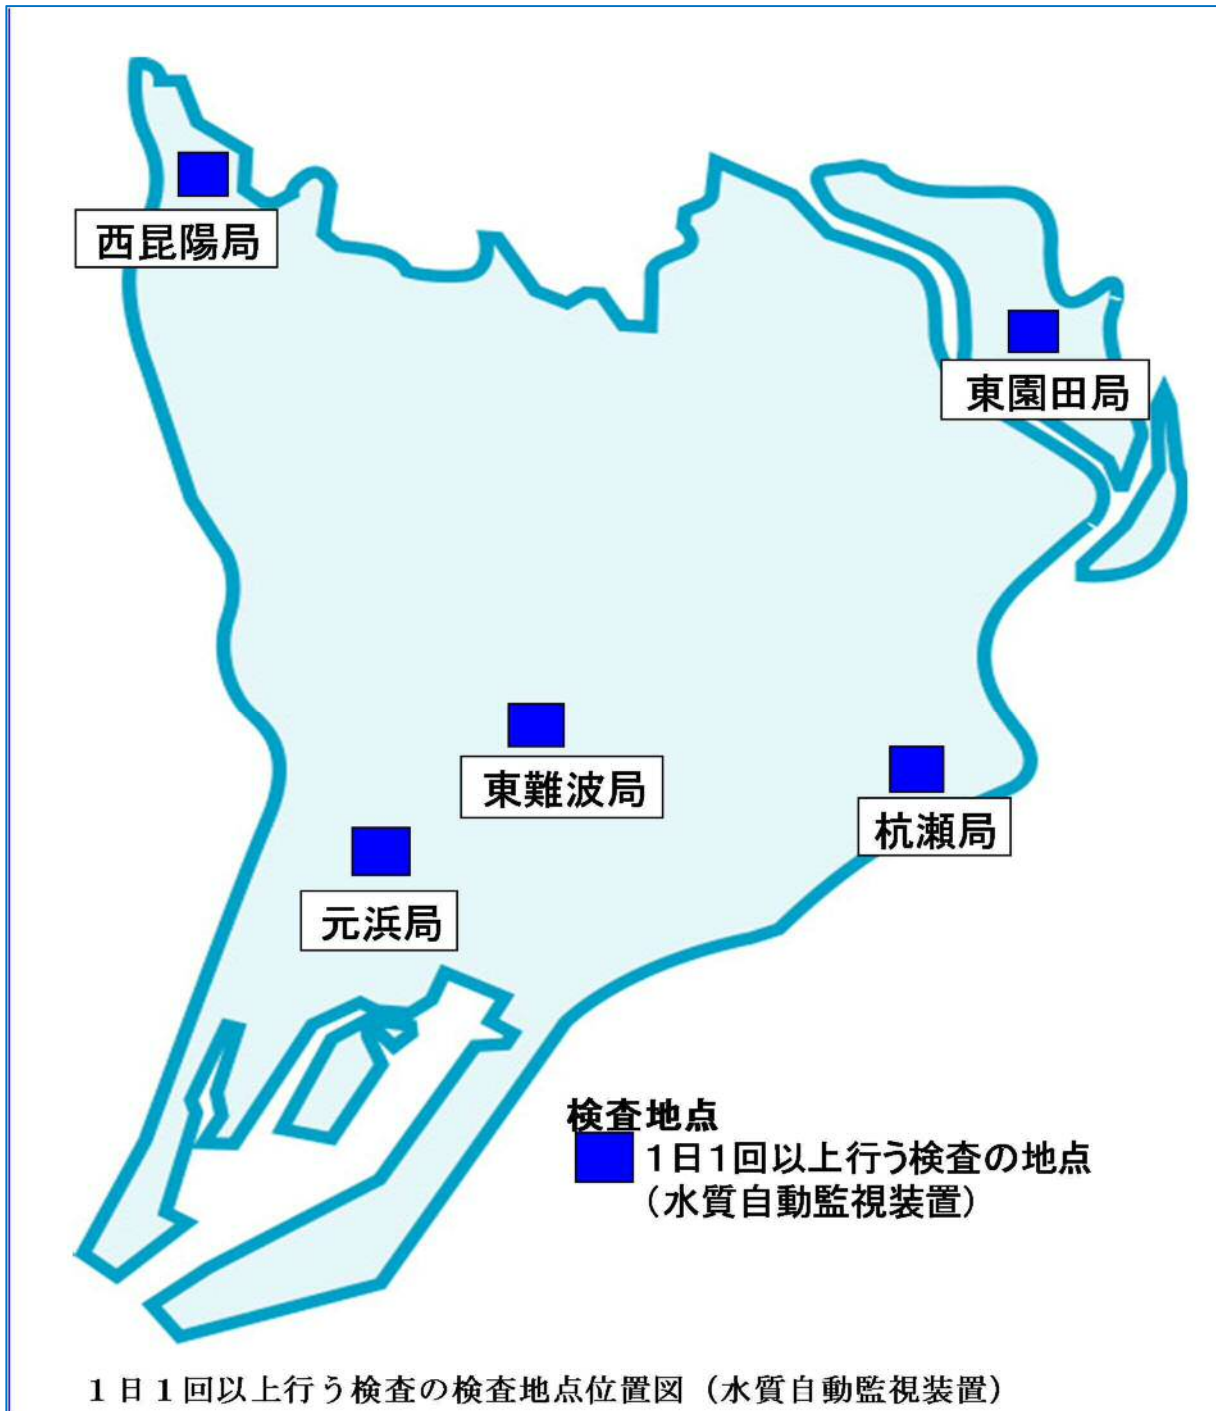 西昆陽局
東園田局
東難波局
杭瀬局
元浜局
検査地点
1日1回以上行う検査の地点
(水質自動監視装置)
1日1回以上行う検査の検査地点位置図(水質自動監視装置)